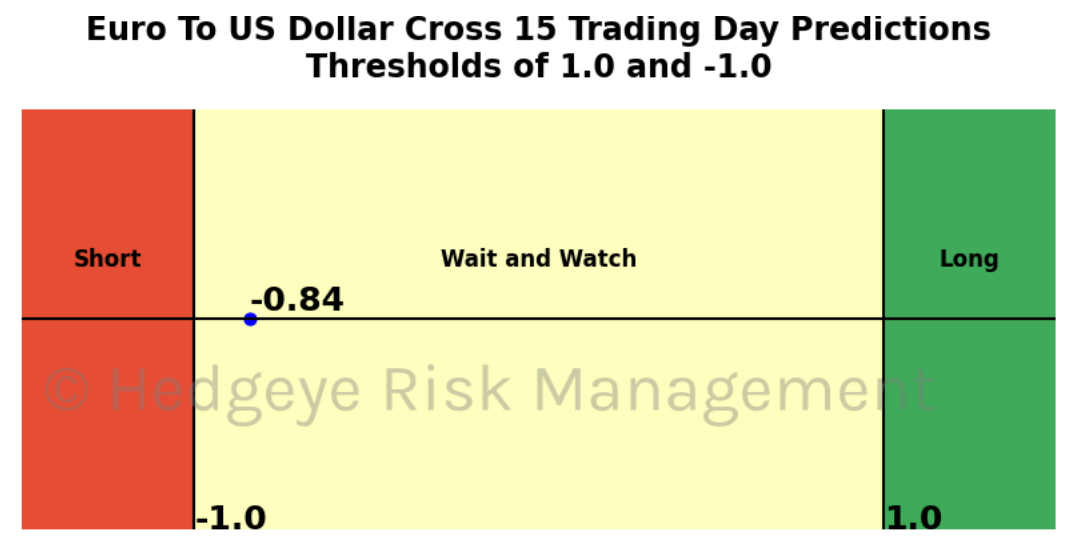 Euro To US Dollar Cross 15 Trading Day Predictions
Thresholds of 1.0 and -1.0
Short
Wait and Watch
Long
-0.84
© Hedgeye Risk Management
-1.0
1.0